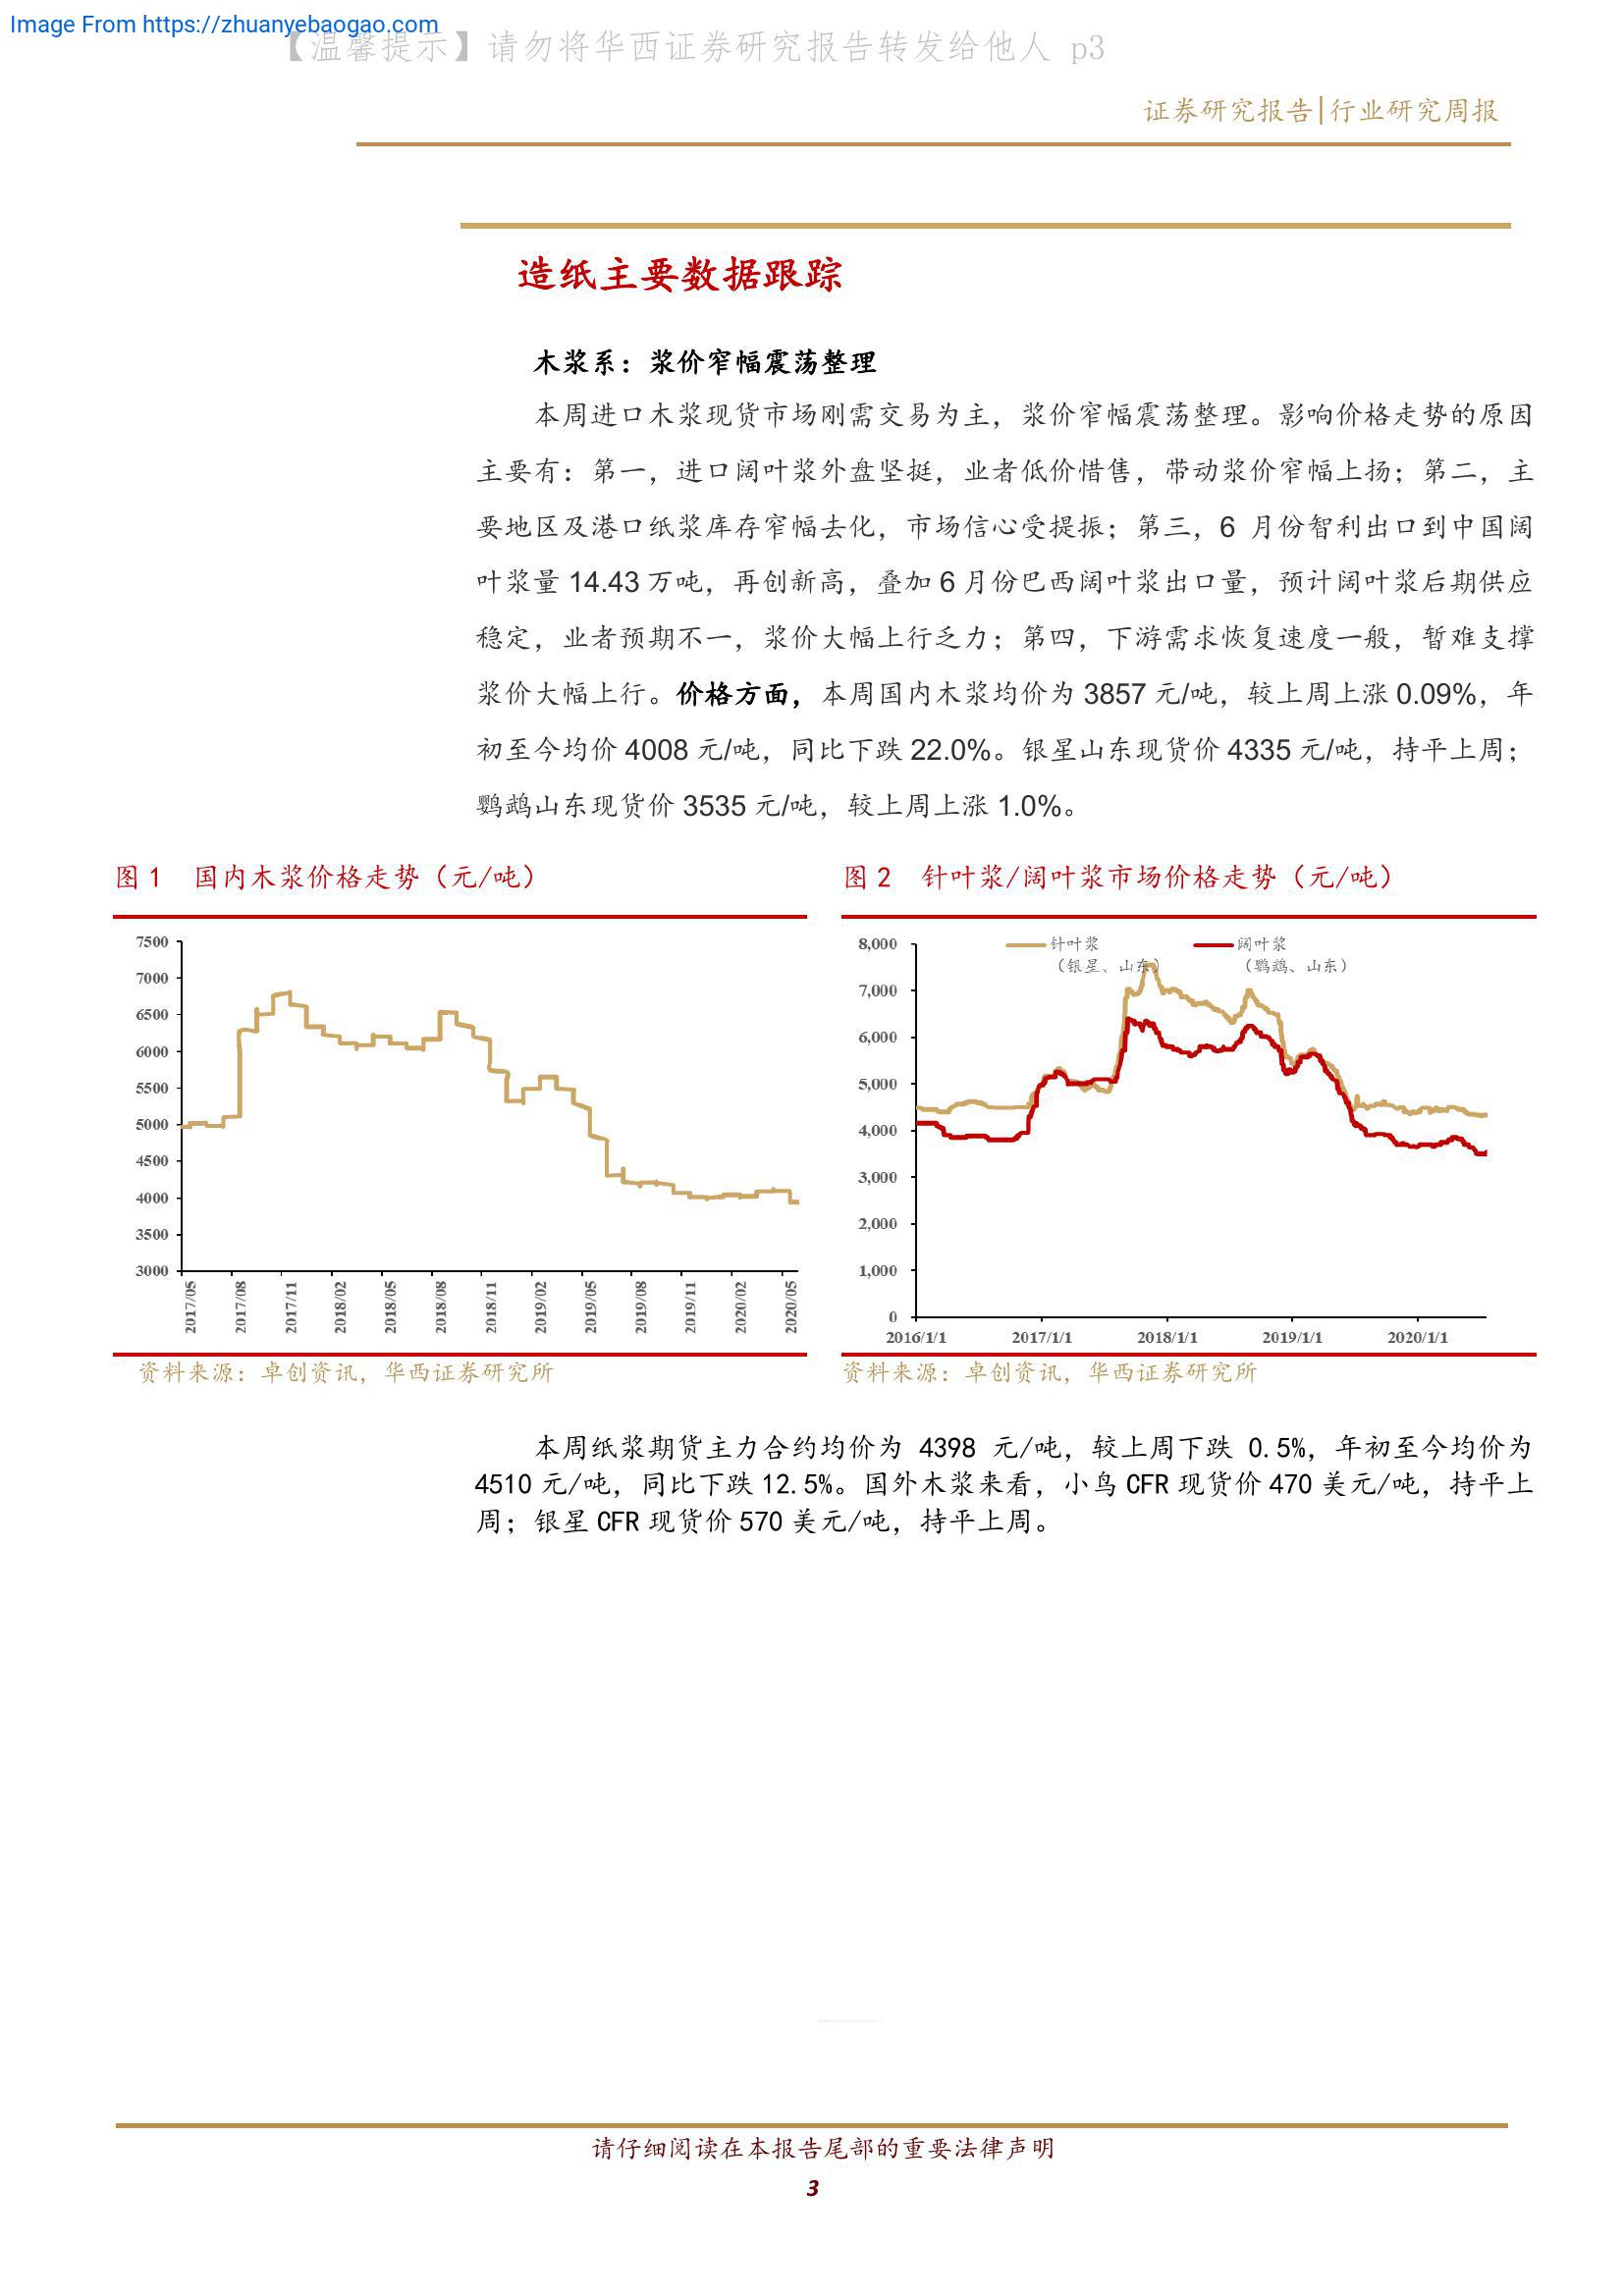 Image From https://zhuanyebaogao.com
【温馨提示】请勿将华西证券研究报告转发给他人 p3
证券研究报告|行业研究周报
造纸主要数据跟踪
木浆系：浆价窄幅震荡整理
本周进口木浆现货市场刚需交易为主，浆价窄幅震荡整理。影响价格走势的原因
主要有：第一，进口阔叶浆外盘坚挺，业者低价惜售，带动浆价窄幅上扬；第二，主
要地区及港口纸浆库存窄幅去化，市场信心受提振；第三，6 月份智利出口到中国阔
叶浆量 14.43 万吨，再创新高，叠加 6 月份巴西阔叶浆出口量，预计阔叶浆后期供应
稳定，业者预期不一，浆价大幅上行乏力；第四，下游需求恢复速度一般，暂难支撑
浆价大幅上行。价格方面，本周国内木浆均价为 3857 元/吨，较上周上涨 0.09%，年
初至今均价 4008 元/吨，同比下跌 22.0%。银星山东现货价 4335 元/吨，持平上周；
鹦鹉山东现货价 3535 元/吨，较上周上涨 1.0%。
图 1 国内木浆价格走势（元/吨）
7500
7000
6500
6000
5500
5000
4500
4000
3500
3000
2017/05
2017/08
2017/11
2018/02
2018/05
2018/08
2018/11
2019/02
2019/05
2019/08
2019/11
2020/02
2020/05
资料来源：卓创资讯，华西证券研究所
图 2 针叶浆/阔叶浆市场价格走势（元/吨）
针叶浆
（银星、山东）
阔叶浆
（鹦鹉、山东）
8,000
7,000
6,000
5,000
4,000
3,000
2,000
1,000
0
2016/1/1
2017/1/1
2018/1/1
2019/1/1
2020/1/1
资料来源：卓创资讯，华西证券研究所
本周纸浆期货主力合约均价为 4398 元/吨，较上周下跌 0.5%，年初至今均价为
4510 元/吨，同比下跌 12.5%。国外木浆来看，小鸟 CFR 现货价 470 美元/吨，持平上
周；银星 CFR 现货价 570 美元/吨，持平上周。
请仔细阅读在本报告尾部的重要法律声明
3